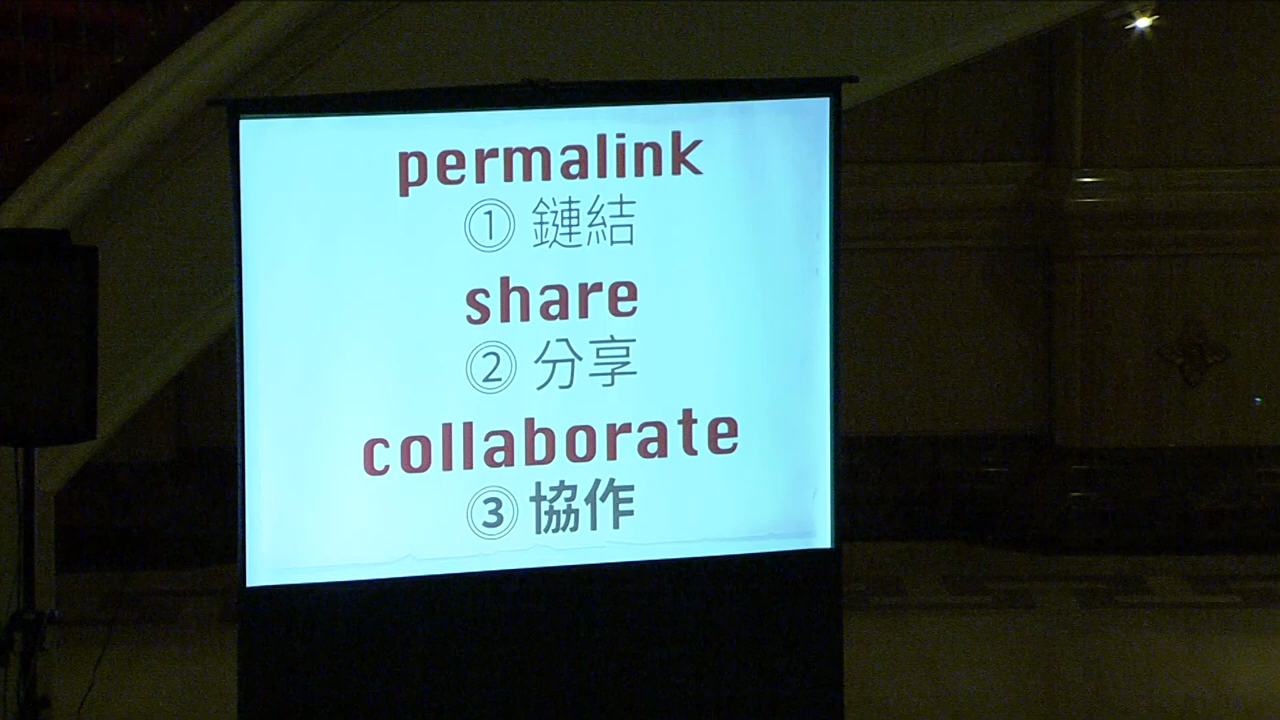 permalink
① 鏈結
share
② 分享
collaborate
③ 協作